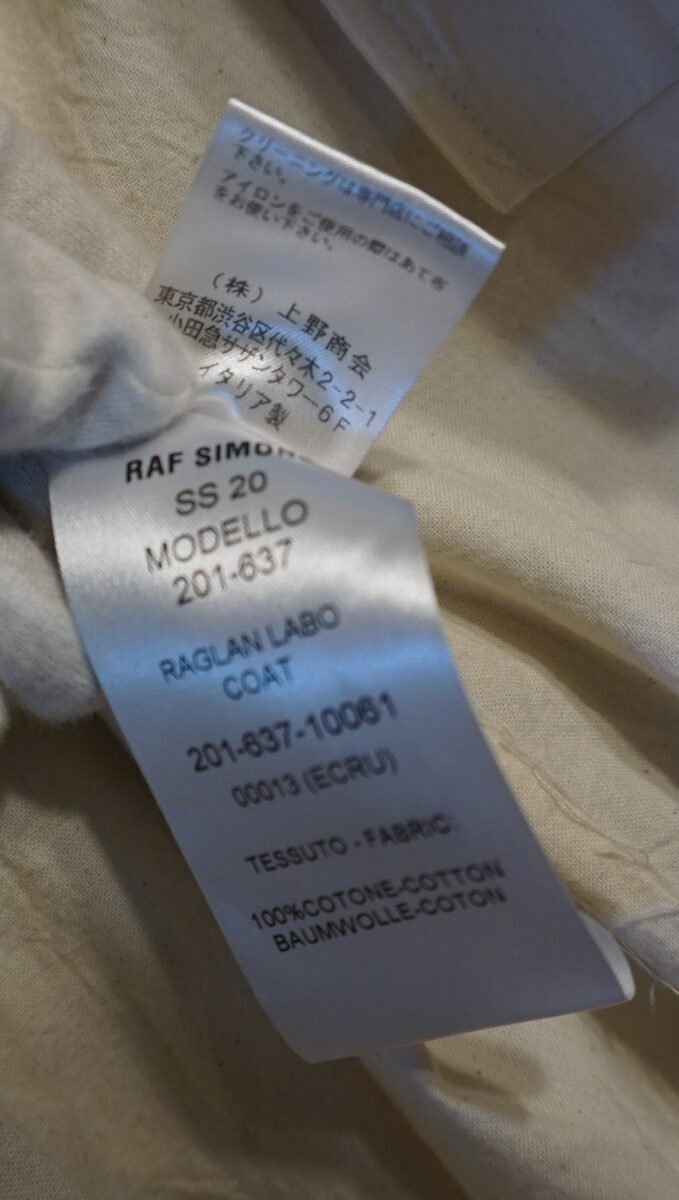 クリーニングは専門店にご相談
下さい。
アイロンをご使用の際はあて布
をお使い下さい。
（株）上野商会
東京都渋谷区代々木2-2-1
小田急サザンタワー6F
イタリア製
RAF SIMONS
SS 20
MODELLO
201-637
RAGLAN LABO
COAT
201-637-10061
00013 (ECRU)
TESSUTO - FABRIC:
100%COTONE-COTTON
BAUMWOLLE-COTON